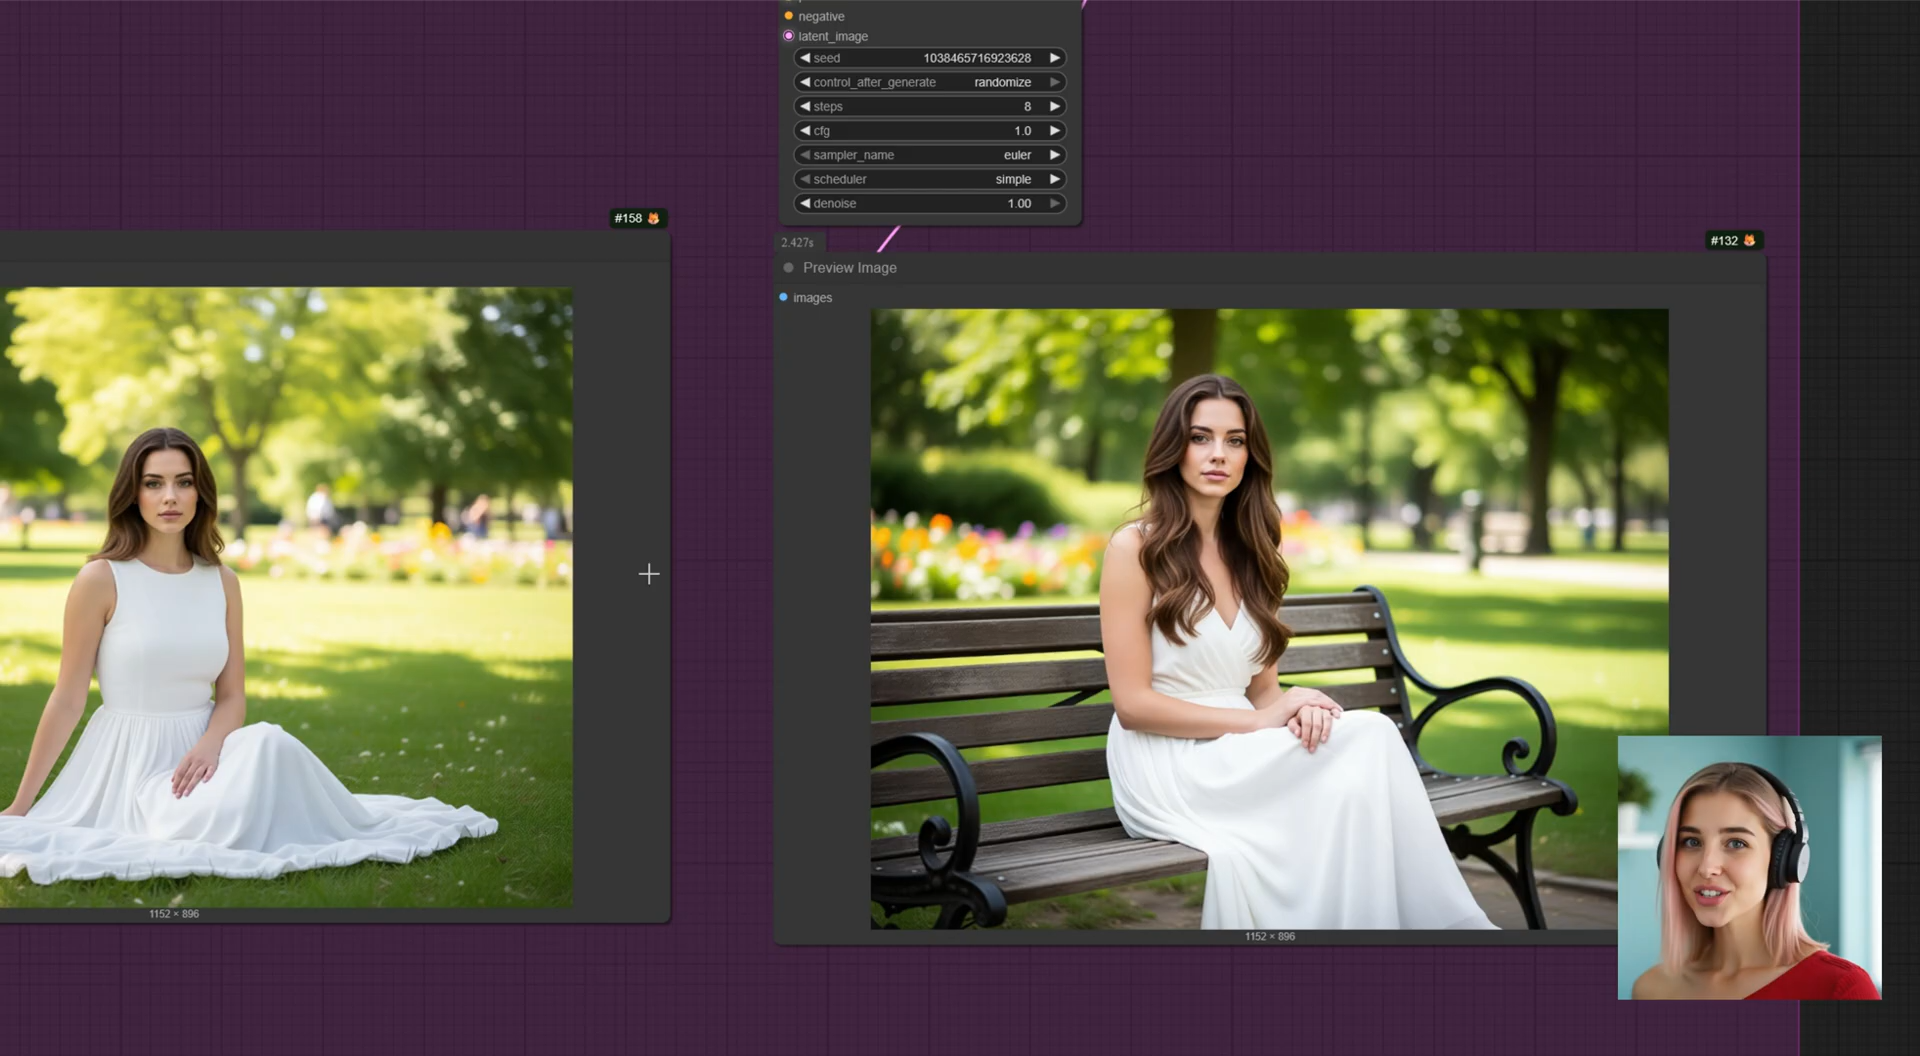 negative
latent_image
seed 1038465716923628
control_after_generate randomize
steps 8
cfg 1.0
sampler_name euler
scheduler simple
denoise 1.00
#158
2.427s
#132
Preview Image
images
1152 × 896
1152 × 896